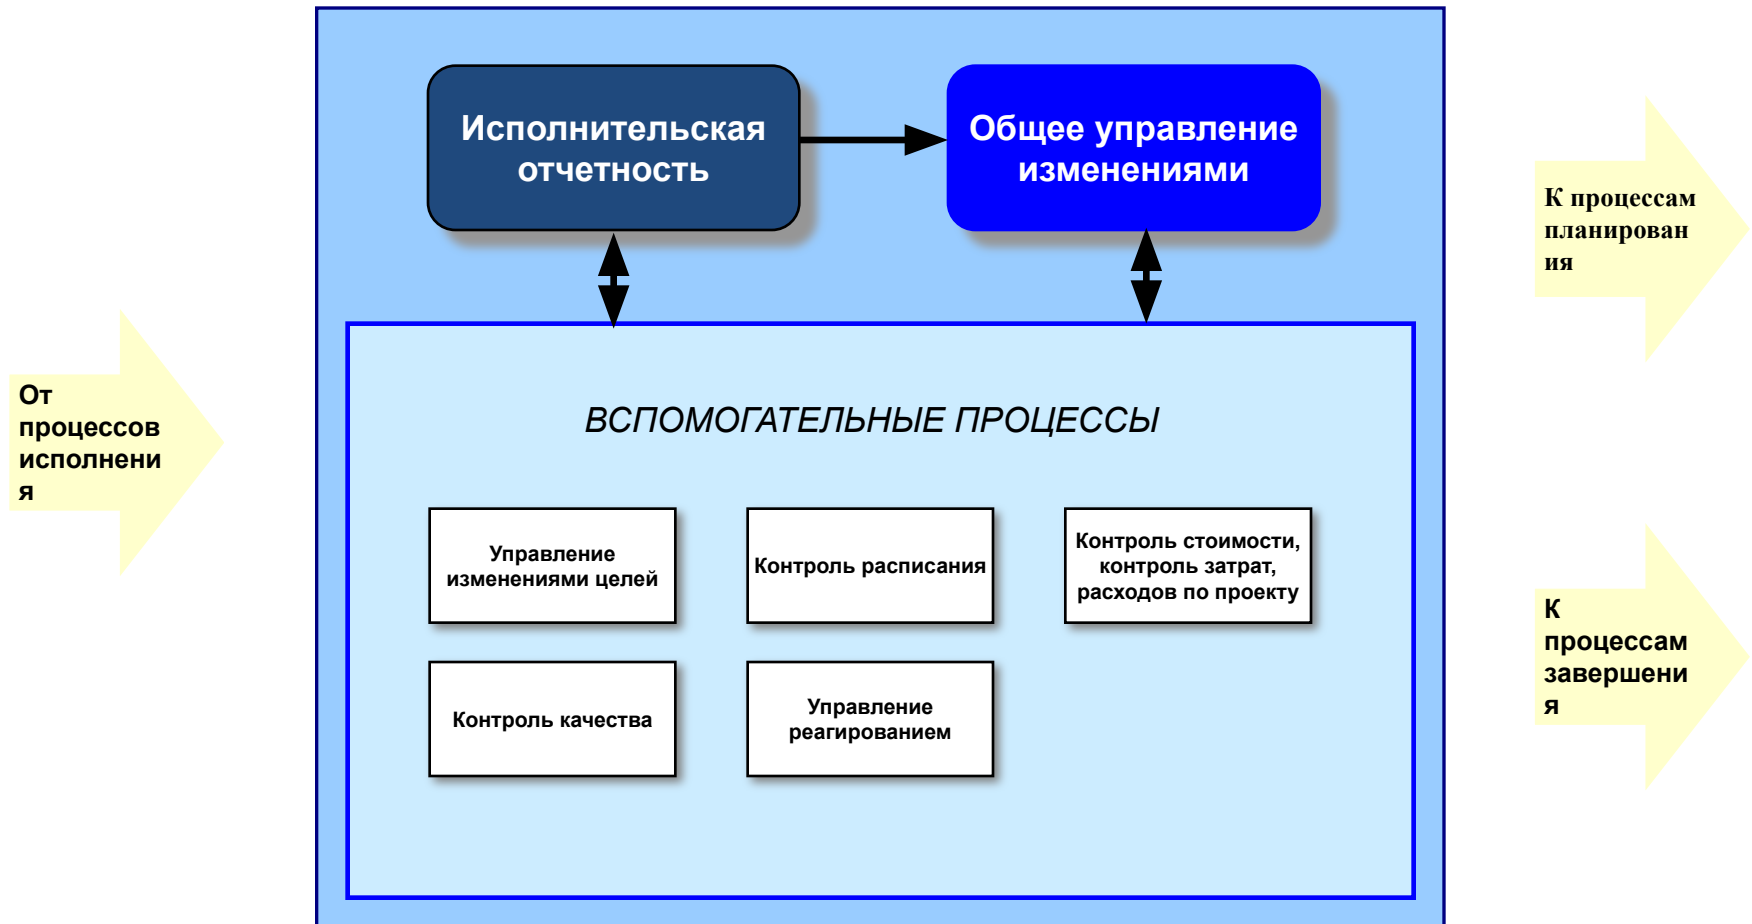 Исполнительская
отчетность
Общее управление
изменениями
К процессам
планирован
ия
От
процессов
исполнени
я
ВСПОМОГАТЕЛЬНЫЕ ПРОЦЕССЫ
Управление
изменениями целей
Контроль расписания
Контроль стоимости,
контроль затрат,
расходов по проекту
Контроль качества
Управление
реагированием
К
процессам
завершени
я